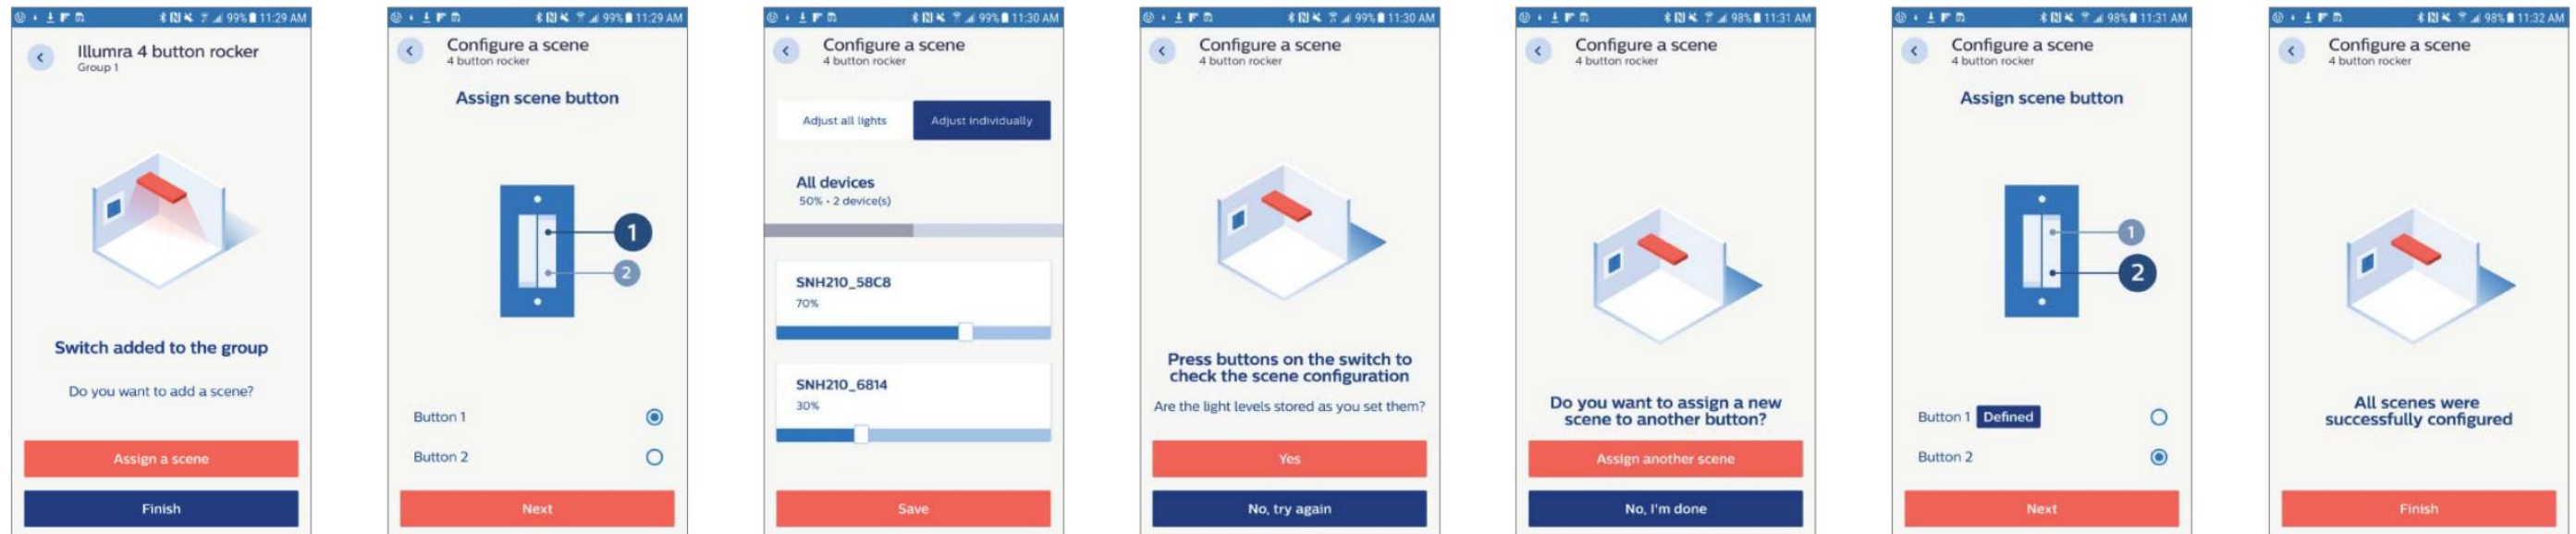 99% 11:29 AM
Illumra 4 button rocker
Group 1
Switch added to the group
Do you want to add a scene?
Assign a scene
Finish
99% 11:29 AM
Configure a scene
4 button rocker
Assign scene button
1
2
Button 1
Button 2
Next
99% 11:30 AM
Configure a scene
4 button rocker
Adjust all lights
Adjust individually
All devices
50% • 2 device(s)
SNH210_58C8
70%
SNH210_6814
30%
Save
99% 11:30 AM
Configure a scene
4 button rocker
Press buttons on the switch to
check the scene configuration
Are the light levels stored as you set them?
Yes
No, try again
98% 11:31 AM
Configure a scene
4 button rocker
Do you want to assign a new
scene to another button?
Assign another scene
No, I'm done
98% 11:31 AM
Configure a scene
4 button rocker
Assign scene button
1
2
Button 1 Defined
Button 2
Next
98% 11:32 AM
Configure a scene
4 button rocker
All scenes were
successfully configured
Finish